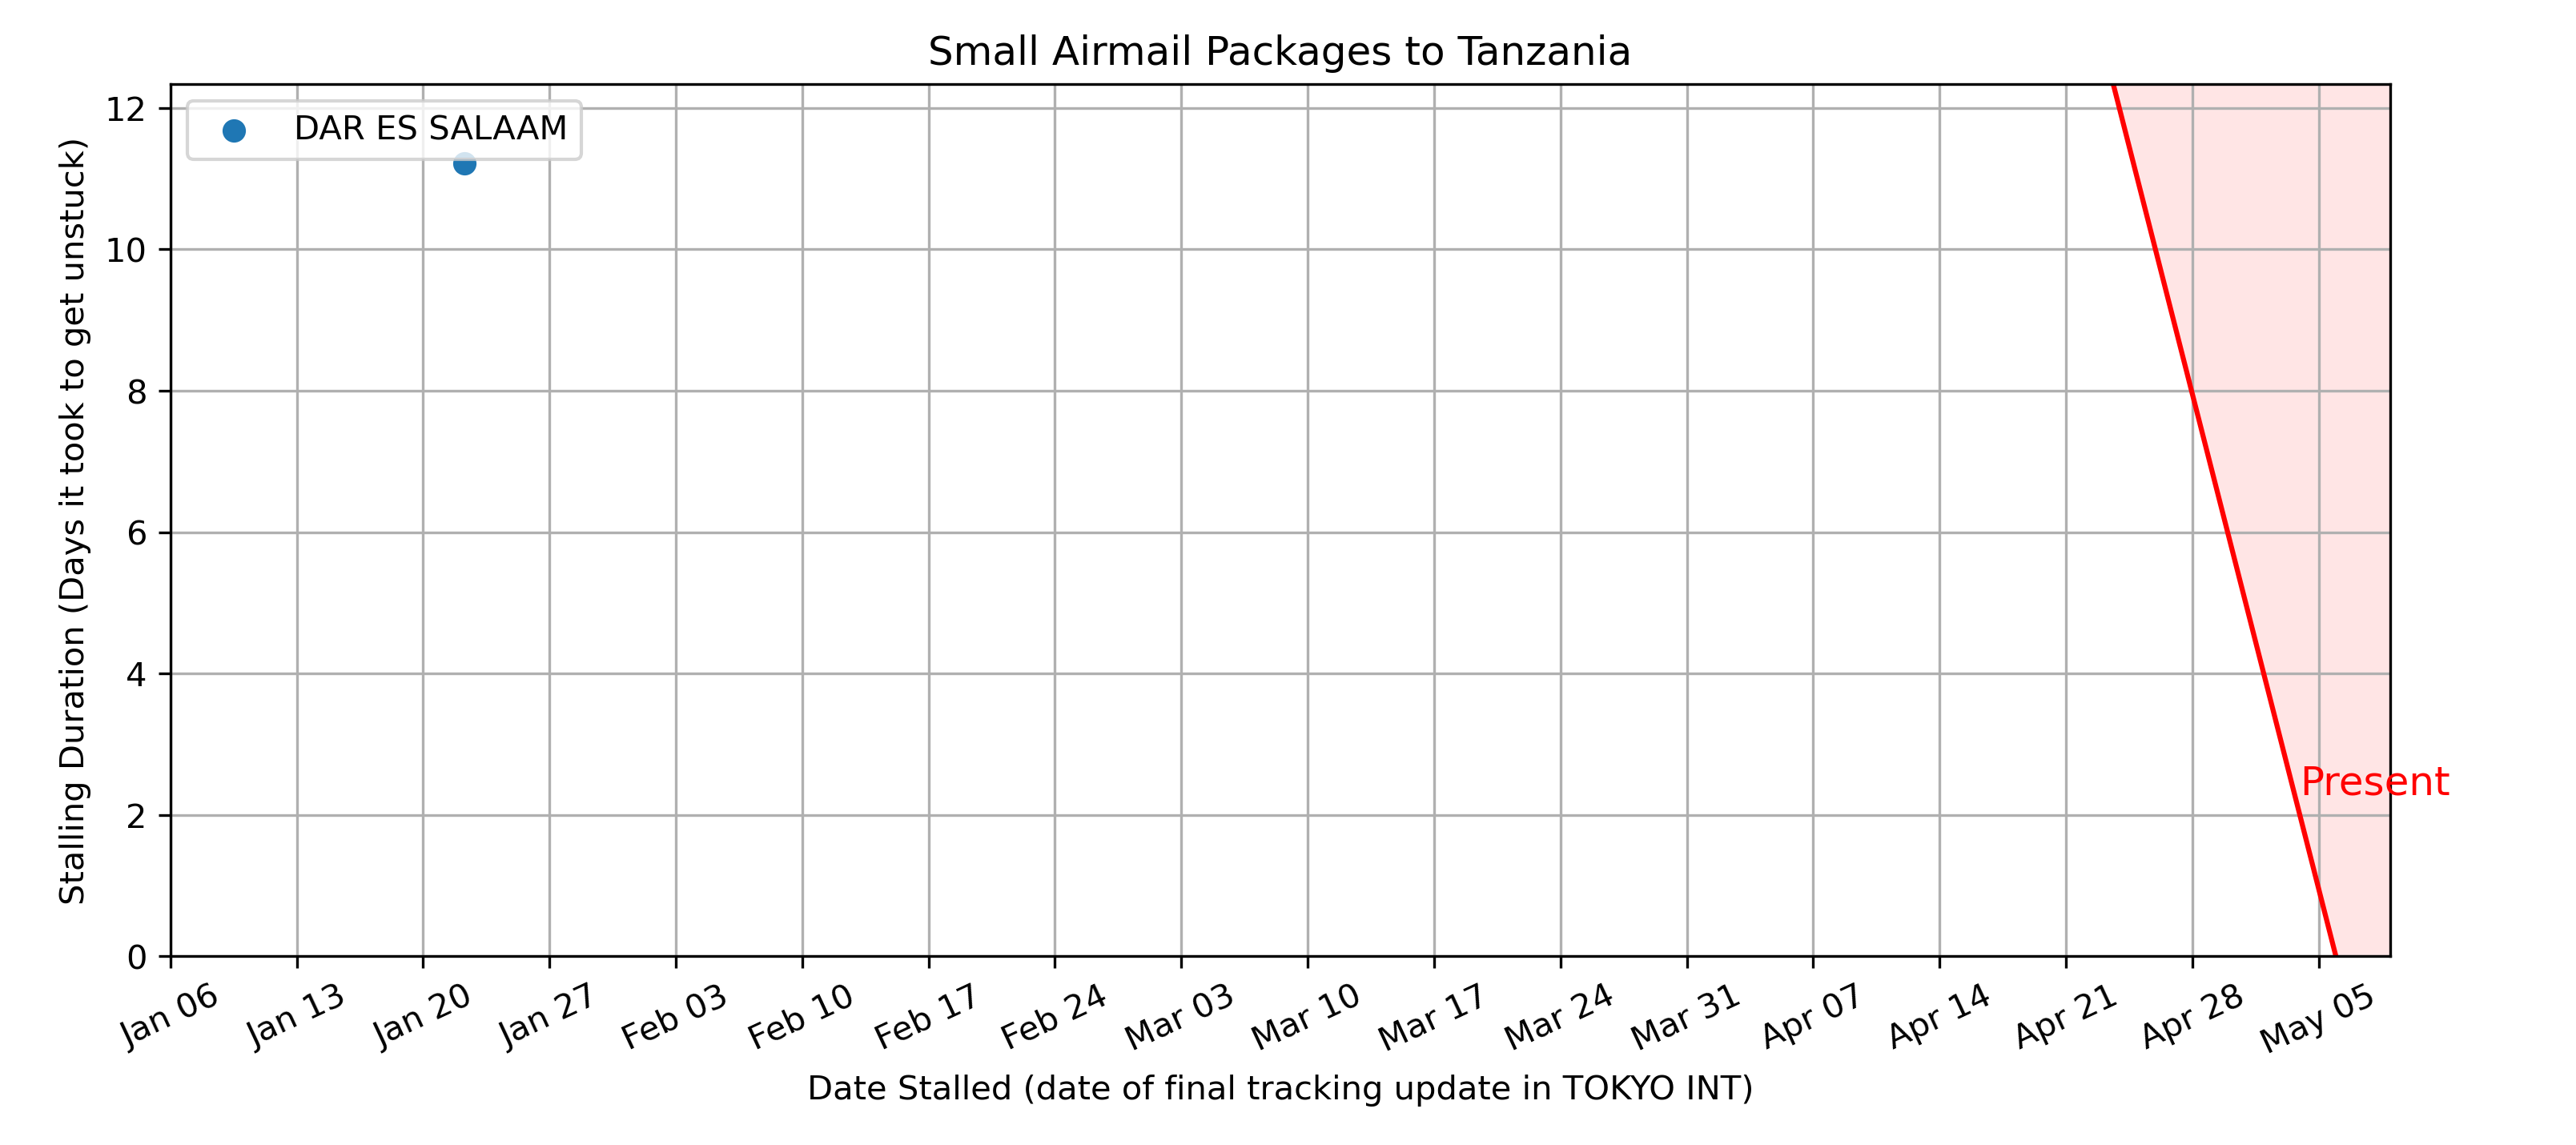 Small Airmail Packages to Tanzania
DAR ES SALAAM
Stalling Duration (Days it took to get unstuck)
12
10
8
6
4
2
0
Present
Jan 06
Jan 13
Jan 20
Jan 27
Feb 03
Feb 10
Feb 17
Feb 24
Mar 03
Mar 10
Mar 17
Mar 24
Mar 31
Apr 07
Apr 14
Apr 21
Apr 28
May 05
Date Stalled (date of final tracking update in TOKYO INT)